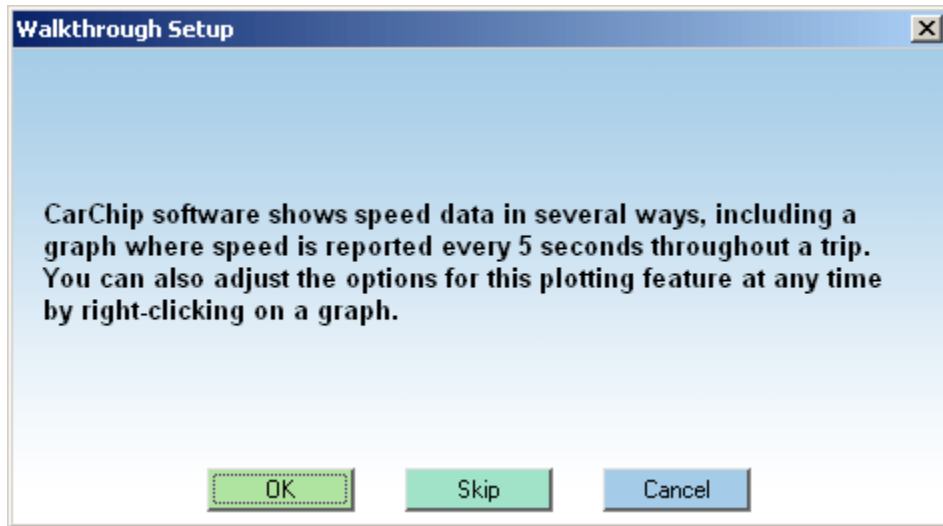 Walkthrough Setup
CarChip software shows speed data in several ways, including a
graph where speed is reported every 5 seconds throughout a trip.
You can also adjust the options for this plotting feature at any time
by right-clicking on a graph.
OK Skip Cancel